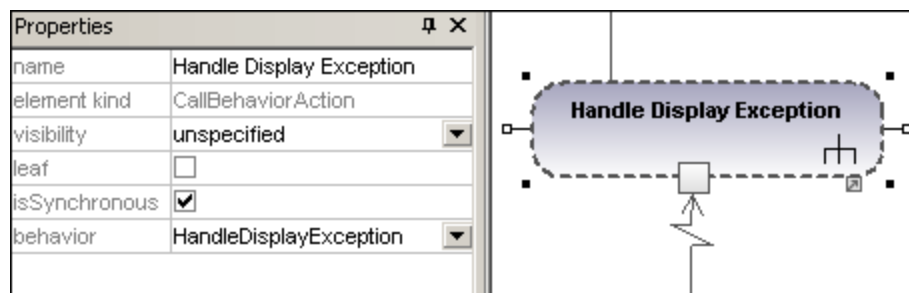 Properties
name Handle Display Exception
element kind CallBehaviorAction
visibility unspecified
leaf
isSynchronous
behavior HandleDisplayException
Handle Display Exception